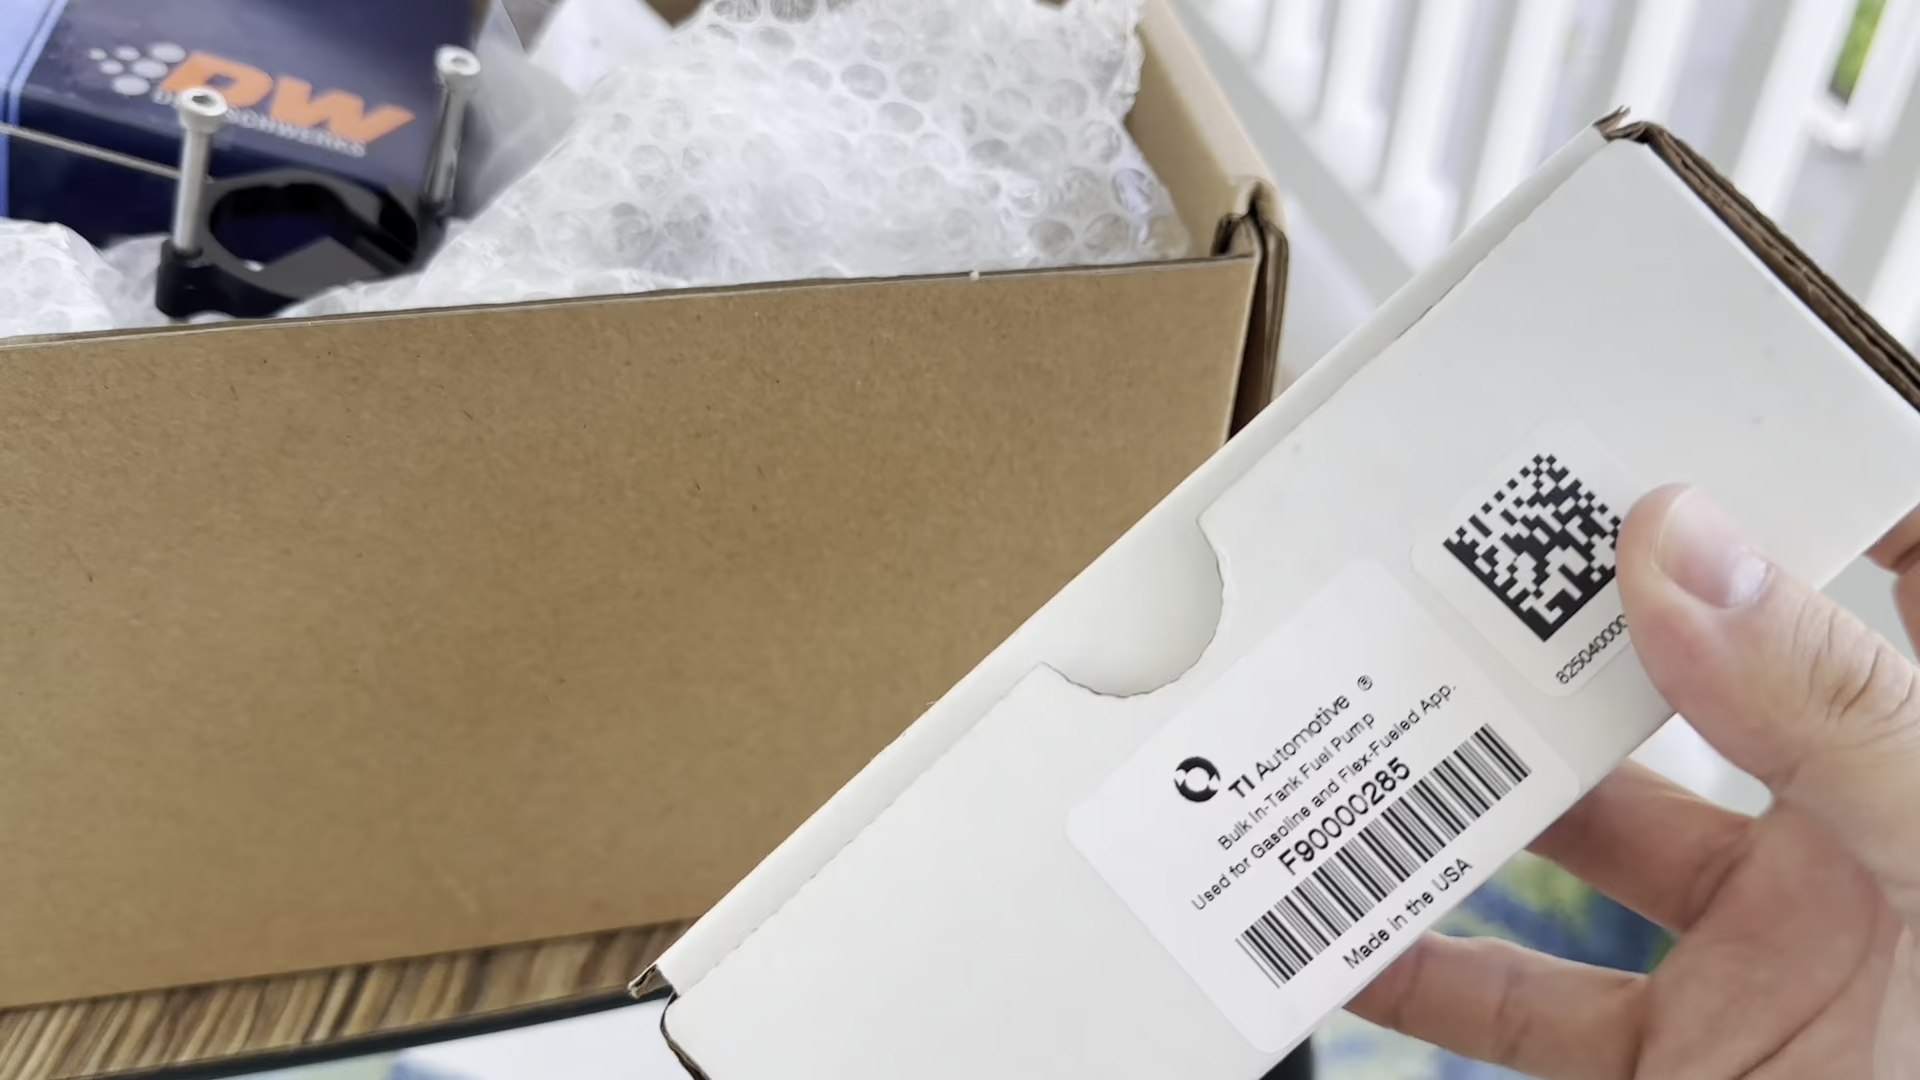 DW
TI Automotive ®
Bulk In-Tank Fuel Pump
Used for Gasoline and Flex-Fueled App.
F90000285
Made in the USA
825040000